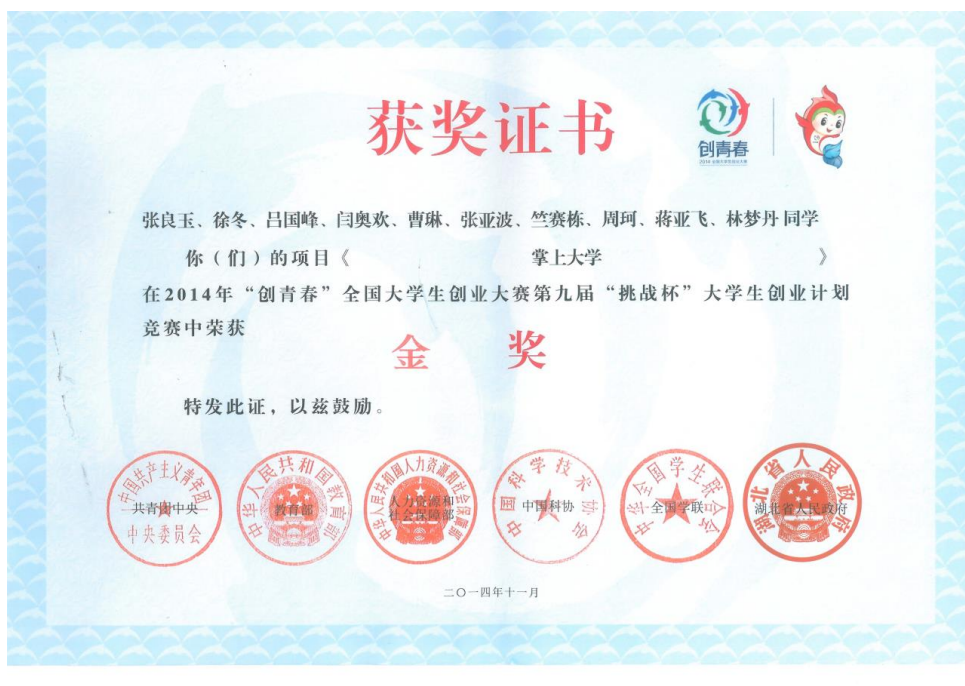 获奖证书
创青春
张良玉、徐冬、吕国峰、闫奥欢、曹琳、张亚波、竺赛栋、周珂、蒋亚飞、林梦丹同学
你（们）的项目《 掌上大学 》
在2014年“创青春”全国大学生创业大赛第九届“挑战杯”大学生创业计划
竞赛中荣获
金 奖
特发此证，以兹鼓励。
中国共产主义青年团
共青团中央
中央委员会
中华人民共和国教育部
教育部
中华人民共和国人力资源和社会保障部
人力资源和
社会保障部
中国科学技术协会
中国科协
中华全国学生联合会
全国学联
湖北省人民政府
湖北省人民政府
二〇一四年十一月